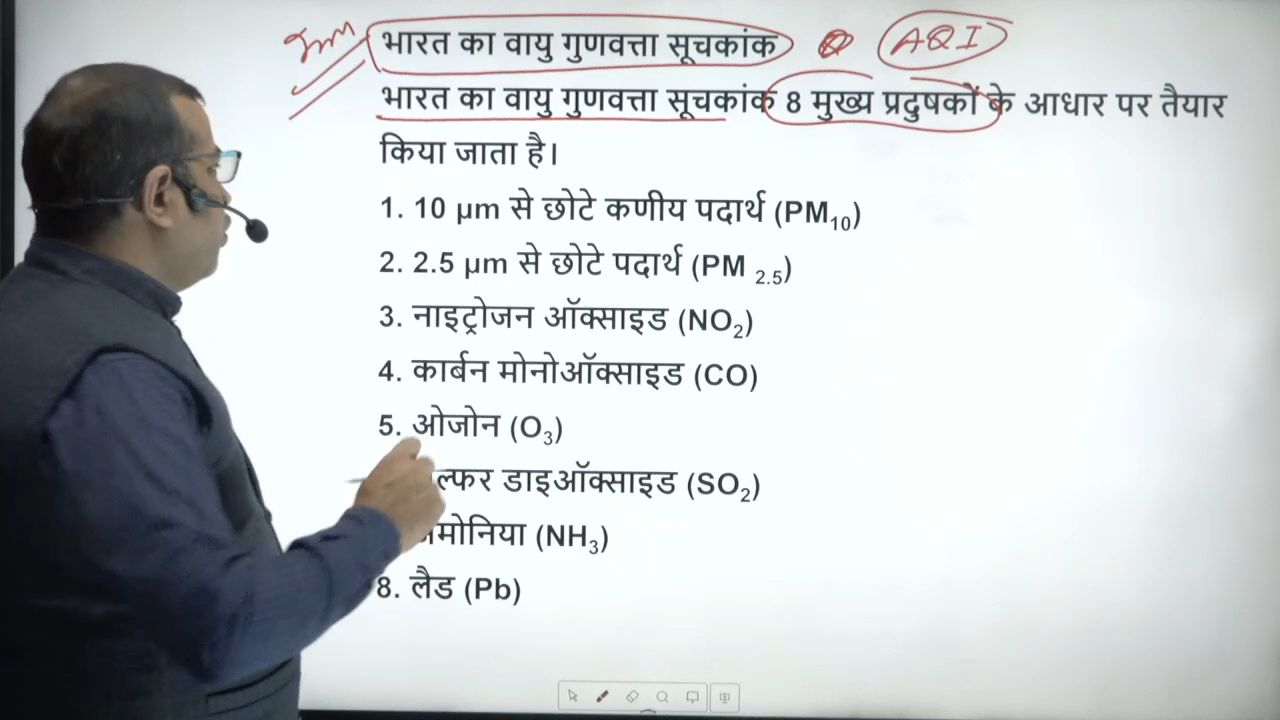 भारत का वायु गुणवत्ता सूचकांक AQI
भारत का वायु गुणवत्ता सूचकांक 8 मुख्य प्रदुषकों के आधार पर तैयार
किया जाता है।
1. 10 µm से छोटे कणीय पदार्थ (PM10)
2. 2.5 µm से छोटे पदार्थ (PM 2.5)
3. नाइट्रोजन ऑक्साइड (NO2)
4. कार्बन मोनोऑक्साइड (CO)
5. ओजोन (O3)
डाइऑक्साइड (SO2)
(NH3)
8. लैड (Pb)